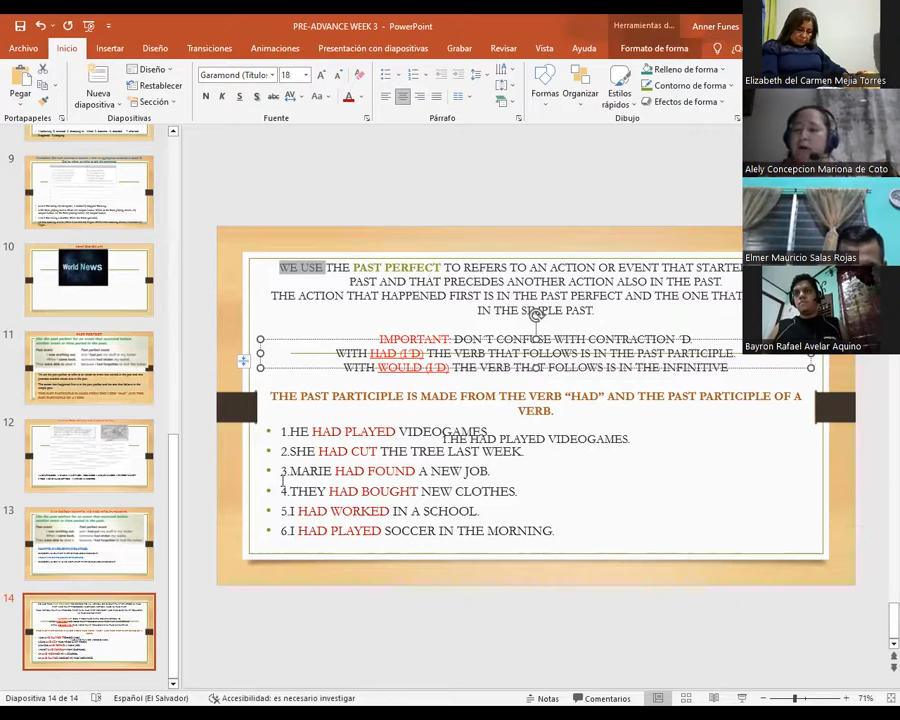 PRE-ADVANCE WEEK 3 - PowerPoint
Herramientas d...
Anner Funes
Archivo Inicio Insertar Diseño Transiciones Animaciones Presentación con diapositivas Grabar Revisar Vista Ayuda Formato de forma
Pegar
Nueva diapositiva
Diseño
Restablecer
Sección
Garamond (Títulos) 18
N K S S abc AV Aa A
Formas Organizar Estilos rápidos
Relleno de forma
Contorno de forma
Efectos de forma
Portapapeles Diapositivas Fuente Párrafo Dibujo
Elizabeth del Carmen Mejia Torres
Alely Concepcion Mariona de Coto
Elmer Mauricio Salas Rojas
Bayron Rafael Avelar Aquino
9
10
World News
11
12
13
14
WE USE THE PAST PERFECT TO REFERS TO AN ACTION OR EVENT THAT STARTE
PAST AND THAT PRECEDES ANOTHER ACTION ALSO IN THE PAST.
THE ACTION THAT HAPPENED FIRST IS IN THE PAST PERFECT AND THE ONE THAT
IN THE SIMPLE PAST.
IMPORTANT: DON´T CONFUSE WITH CONTRACTION ´D.
WITH HAD (I´D) THE VERB THAT FOLLOWS IS IN THE PAST PARTICIPLE.
WITH WOULD (I´D) THE VERB THAT FOLLOWS IS IN THE INFINITIVE
THE PAST PARTICIPLE IS MADE FROM THE VERB “HAD” AND THE PAST PARTICIPLE OF A
VERB.
1.HE HAD PLAYED VIDEOGAMES.
1.HE HAD PLAYED VIDEOGAMES.
2.SHE HAD CUT THE TREE LAST WEEK.
3.MARIE HAD FOUND A NEW JOB.
4.THEY HAD BOUGHT NEW CLOTHES.
5.I HAD WORKED IN A SCHOOL.
6.I HAD PLAYED SOCCER IN THE MORNING.
Diapositiva 14 de 14
Español (El Salvador)
Accesibilidad: es necesario investigar
Notas
Comentarios
71%